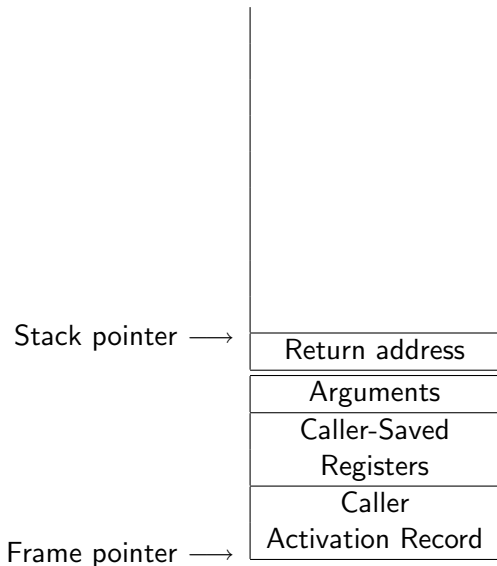 Stack pointer →
Return address
Arguments
Caller-Saved
Registers
Caller
Activation Record
Frame pointer →